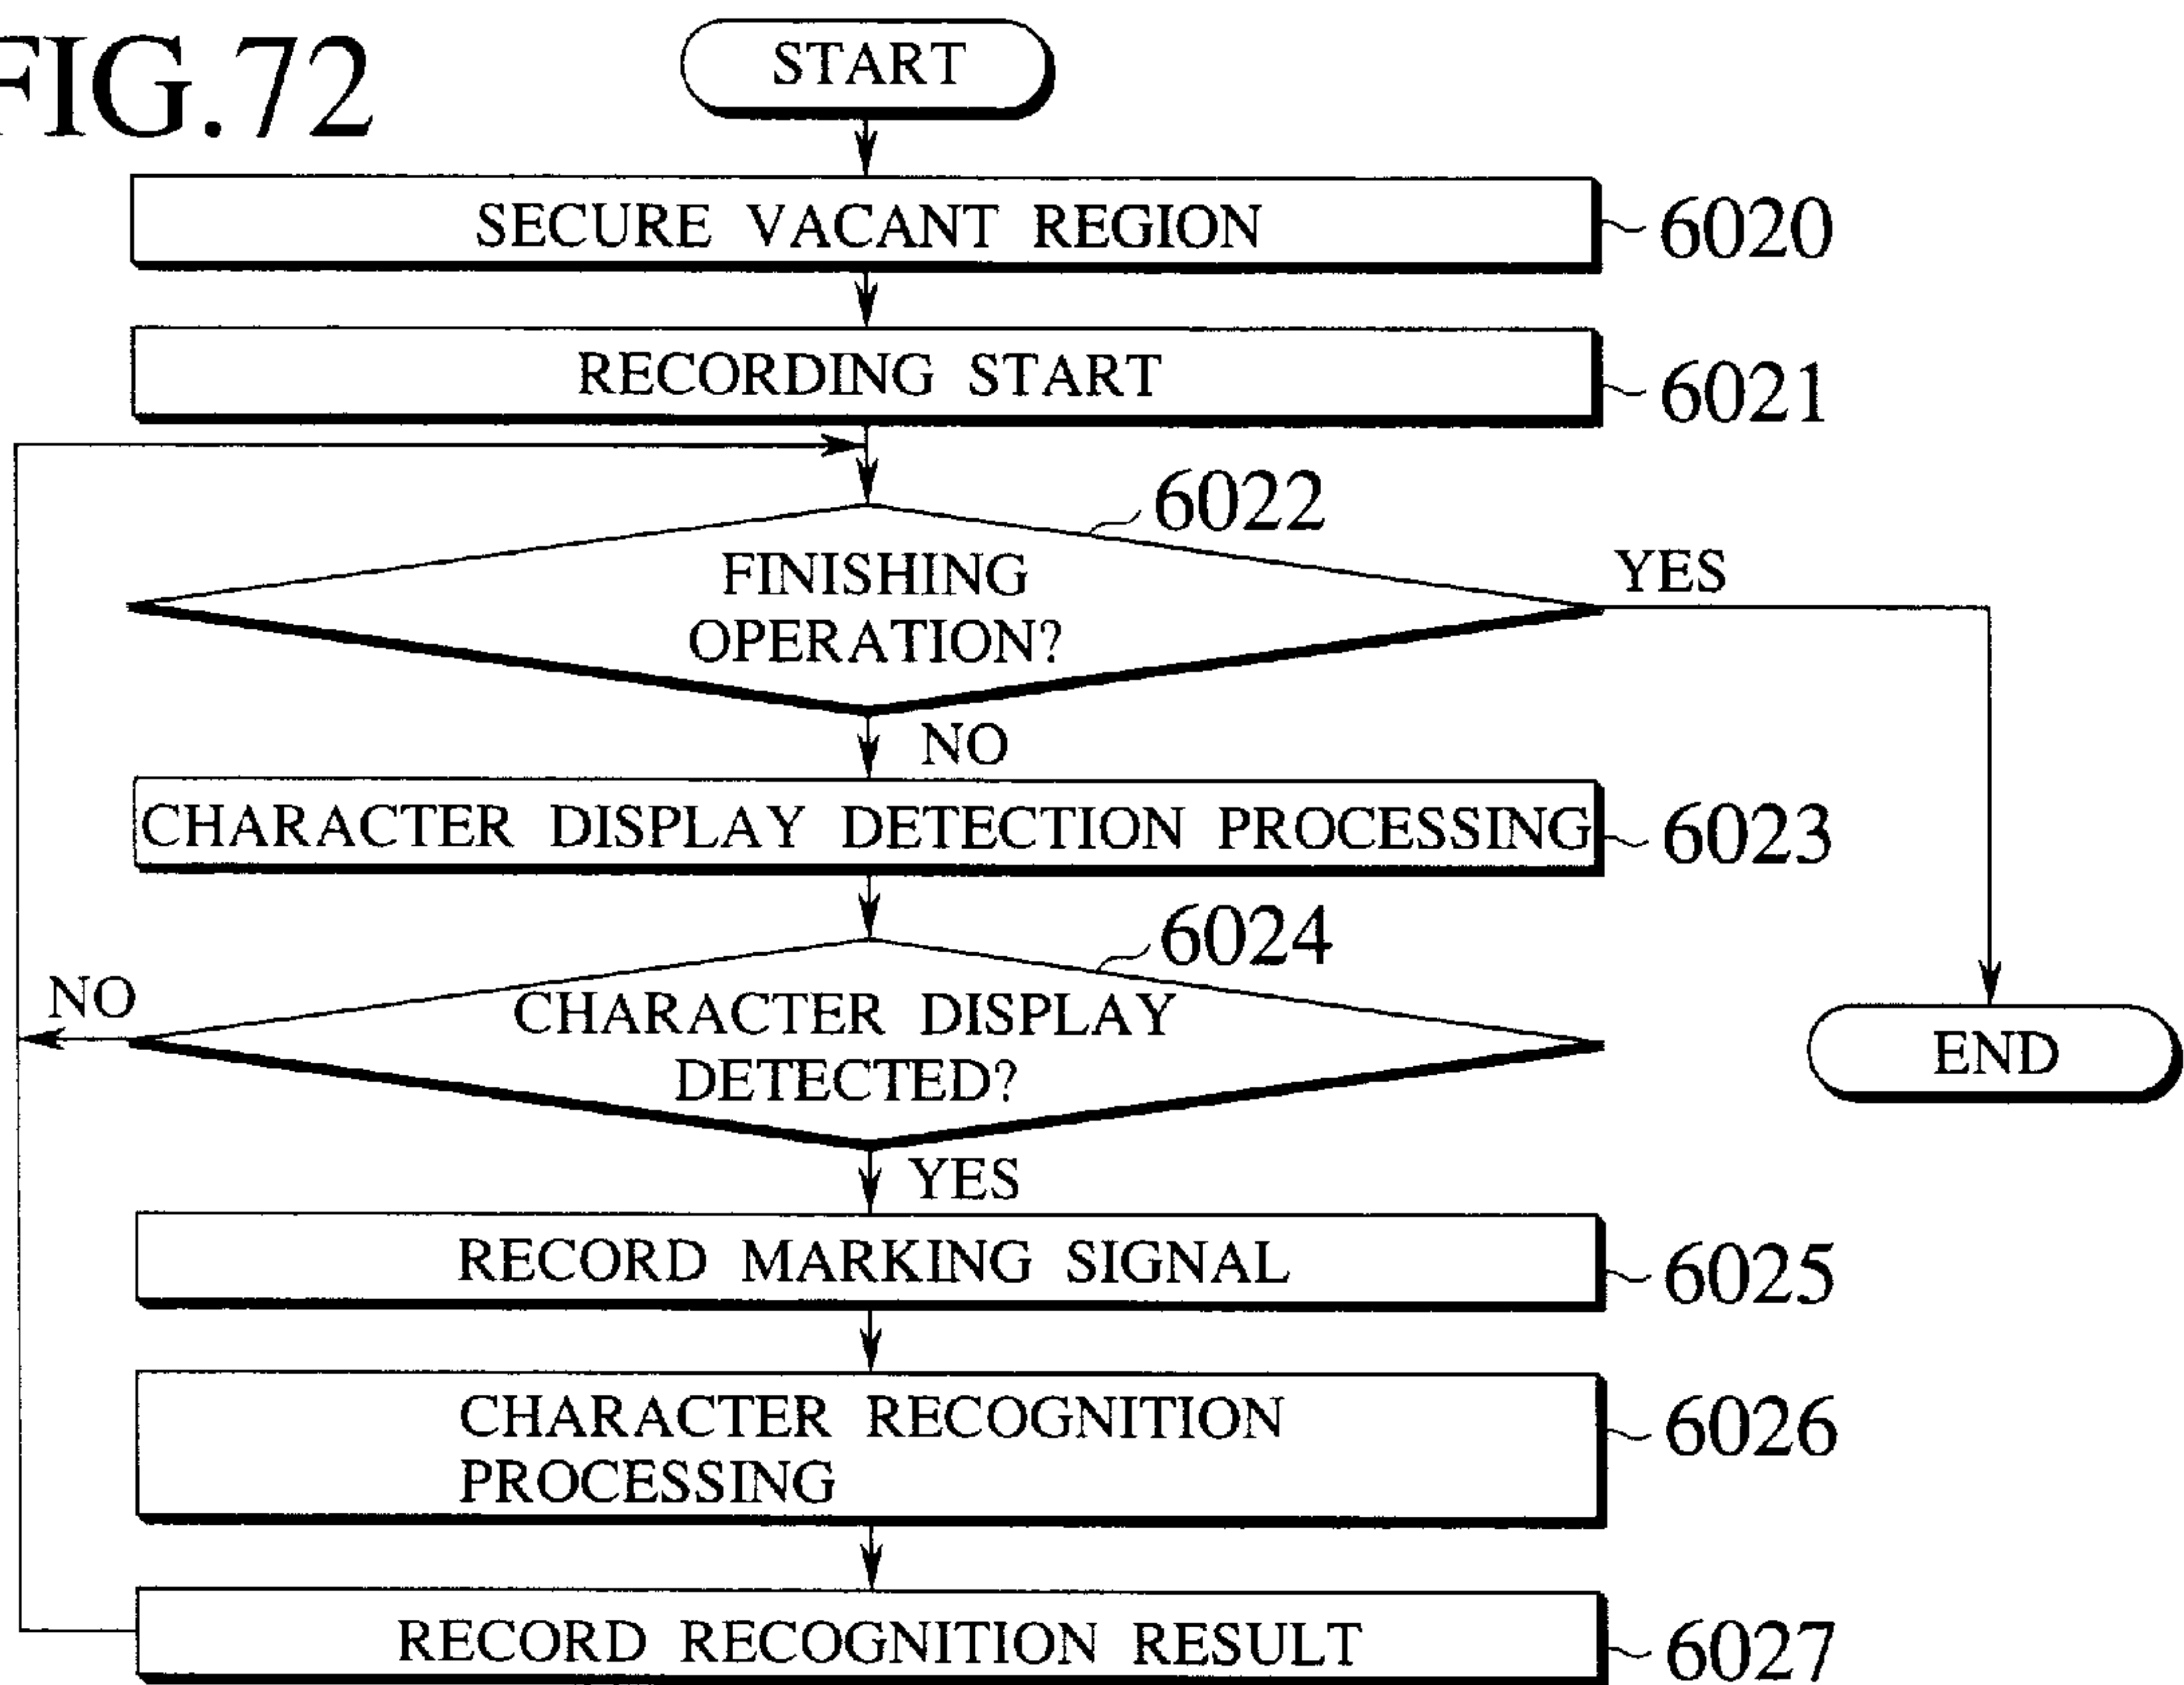 FIG.72
START
SECURE VACANT REGION
6020
RECORDING START
6021
6022
FINISHING
OPERATION?
YES
NO
CHARACTER DISPLAY DETECTION PROCESSING
6023
6024
NO
CHARACTER DISPLAY
DETECTED?
END
YES
RECORD MARKING SIGNAL
6025
CHARACTER RECOGNITION
PROCESSING
6026
RECORD RECOGNITION RESULT
6027